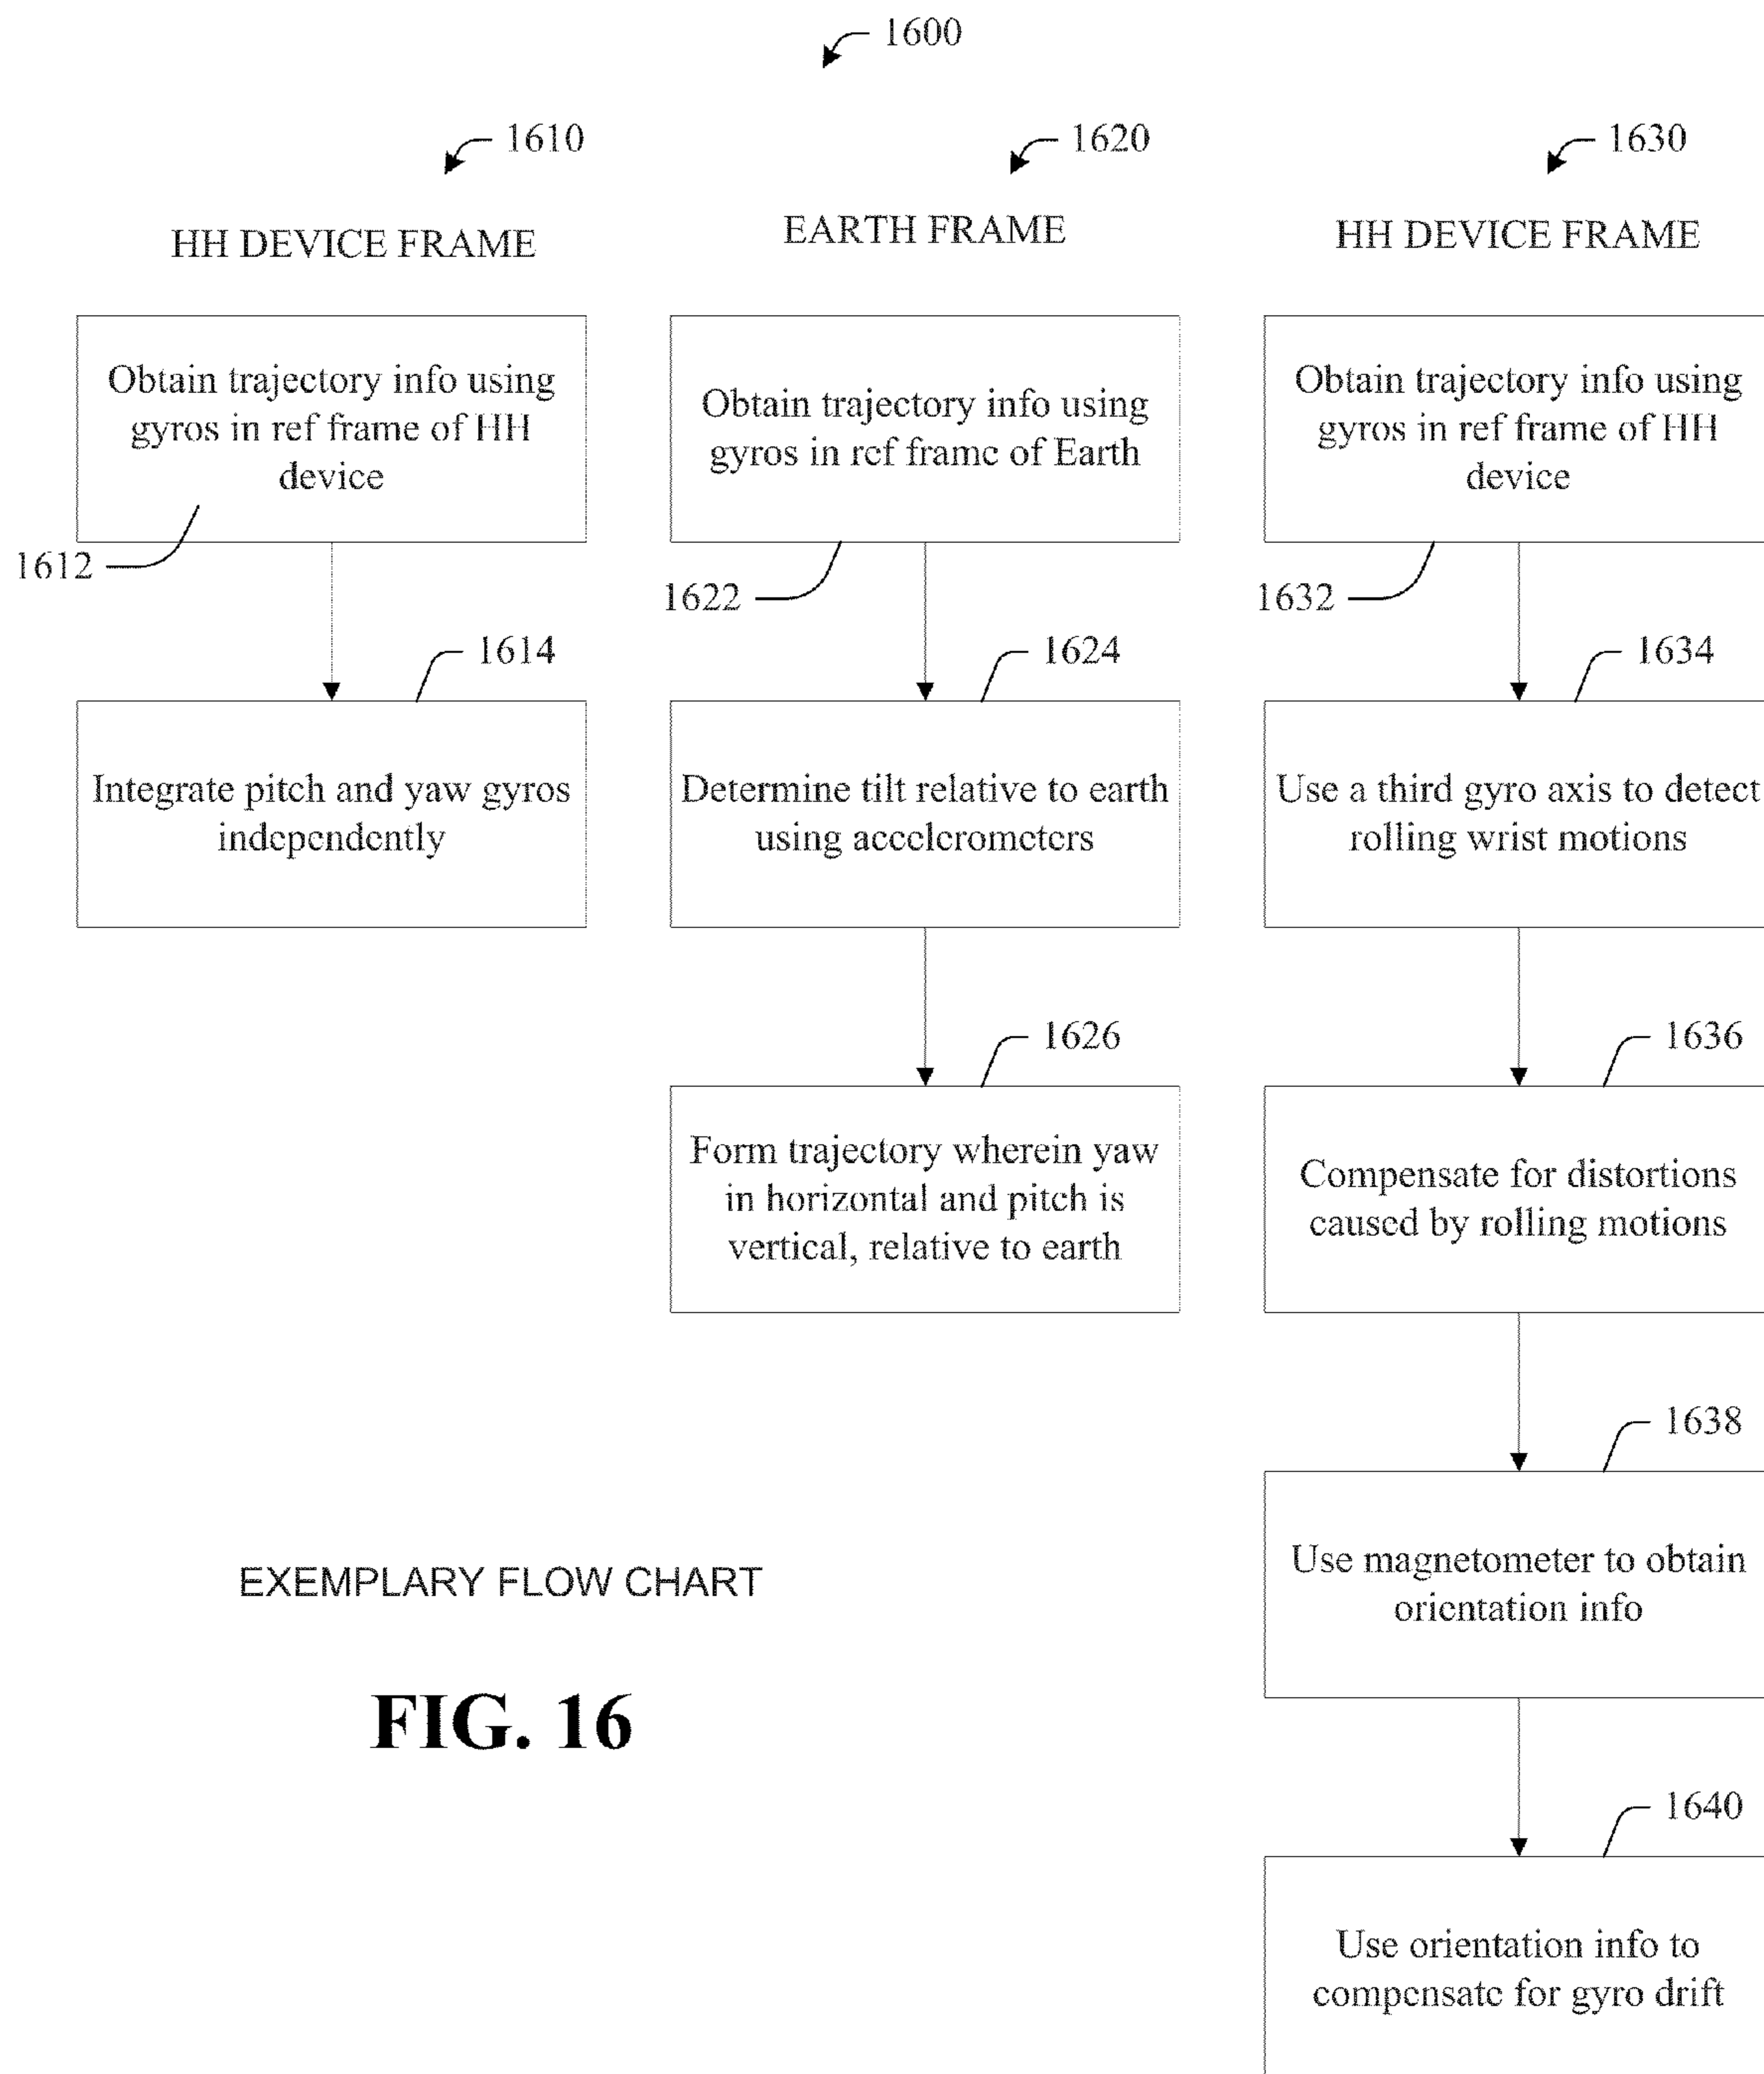 1600
1610
1620
1630
HH DEVICE FRAME
EARTH FRAME
HH DEVICE FRAME
Obtain trajectory info using
gyros in ref frame of HH
device
1612
Obtain trajectory info using
gyros in ref frame of Earth
1622
Obtain trajectory info using
gyros in ref frame of HH
device
1632
1614
Integrate pitch and yaw gyros
independently
1624
Determine tilt relative to earth
using accelerometers
1634
Use a third gyro axis to detect
rolling wrist motions
1626
Form trajectory wherein yaw
in horizontal and pitch is
vertical, relative to earth
1636
Compensate for distortions
caused by rolling motions
1638
Use magnetometer to obtain
orientation info
1640
Use orientation info to
compensate for gyro drift
EXEMPLARY FLOW CHART
FIG. 16